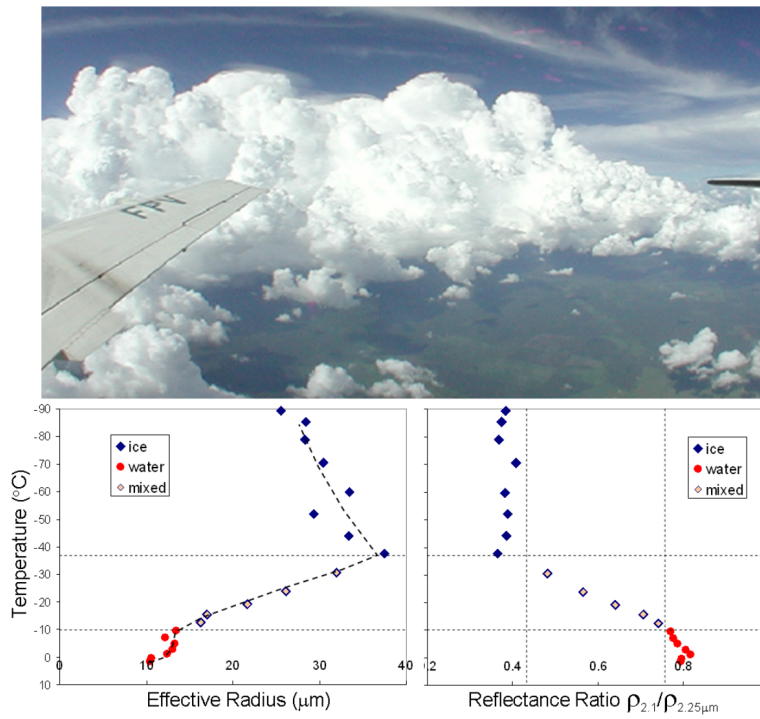 FPV
-90
-80
-70
-60
-50
-40
-30
-20
-10
0
10
Temperature (°C)
ice
water
mixed
0 10 20 30 40
Effective Radius (μm)
ice
water
mixed
0.2 0.4 0.6 0.8
Reflectance Ratio ρ2.1/ρ2.25μm